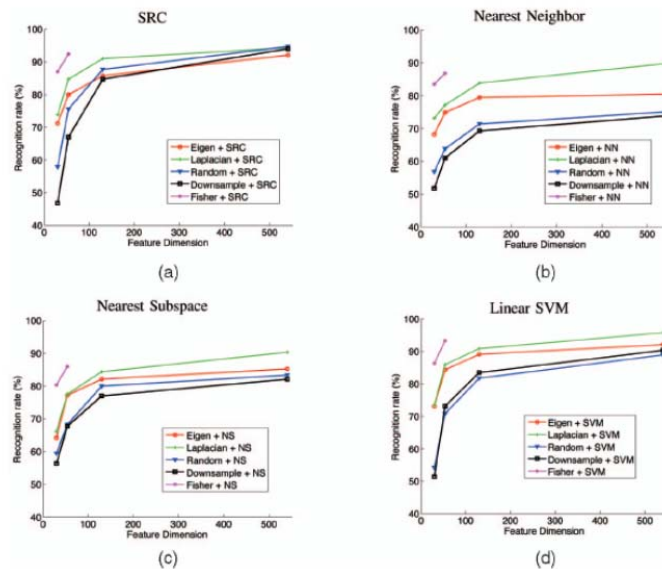 SRC
100
90
80
70
60
50
40
Recognition rate (%)
Eigen + SRC
Laplacian + SRC
Random + SRC
Downsample + SRC
Fisher + SRC
0 100 200 300 400 500
Feature Dimension
(a)
Nearest Neighbor
100
90
80
70
60
50
40
Recognition rate (%)
Eigen + NN
Laplacian + NN
Random + NN
Downsample + NN
Fisher + NN
0 100 200 300 400 500
Feature Dimension
(b)
Nearest Subspace
100
90
80
70
60
50
40
Recognition rate (%)
Eigen + NS
Laplacian + NS
Random + NS
Downsample + NS
Fisher + NS
0 100 200 300 400 500
Feature Dimension
(c)
Linear SVM
100
90
80
70
60
50
40
Recognition rate (%)
Eigen + SVM
Laplacian + SVM
Random + SVM
Downsample + SVM
Fisher + SVM
0 100 200 300 400 500
Feature Dimension
(d)